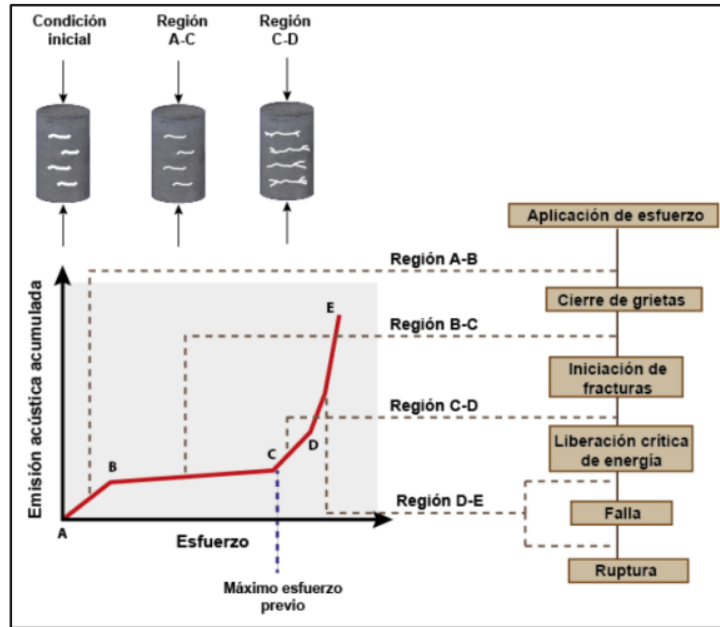 Condición
inicial
Región
A-C
Región
C-D
Aplicación de esfuerzo
Región A-B
Cierre de grietas
Región B-C
Iniciación de
fracturas
Región C-D
Liberación crítica
de energía
Región D-E
Falla
Ruptura
Emisión acústica acumulada
A
B
C
D
E
Esfuerzo
Máximo esfuerzo
previo